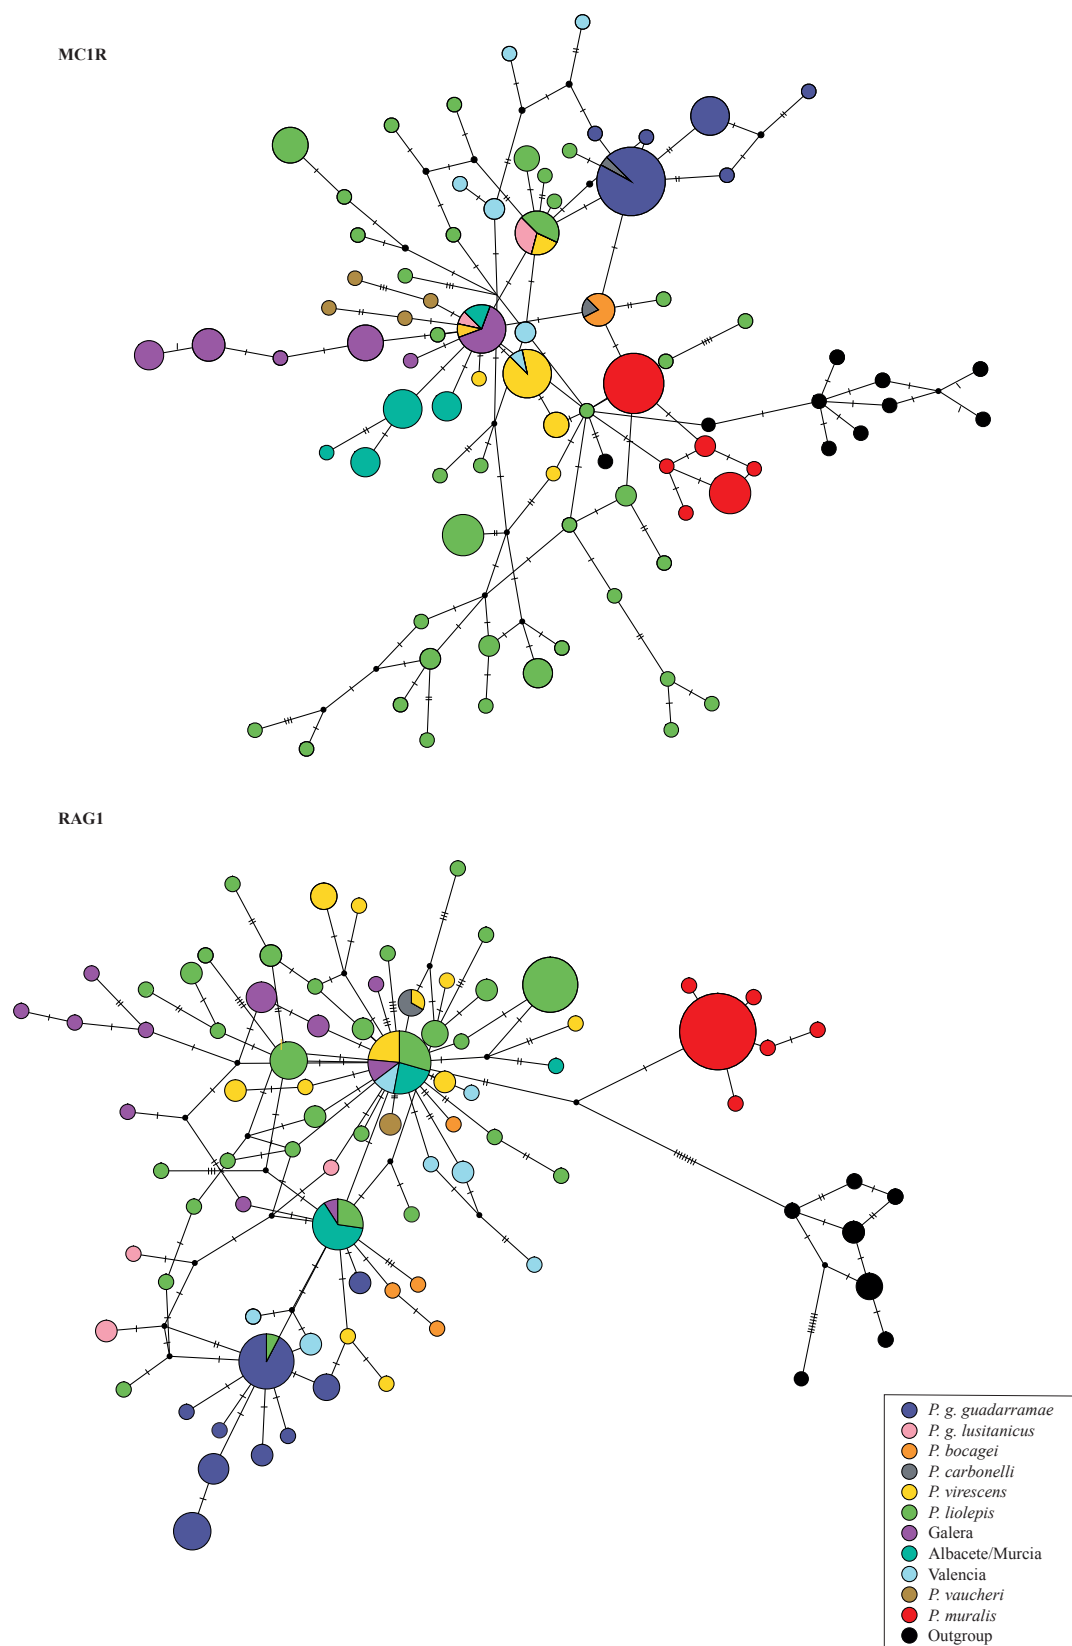 MC1R
RAG1
P. g. guadarramae
P. g. lusitanicus
P. bocagei
P. carbonelli
P. virescens
P. liolepis
Galera
Albacete/Murcia
Valencia
P. vaucheri
P. muralis
Outgroup